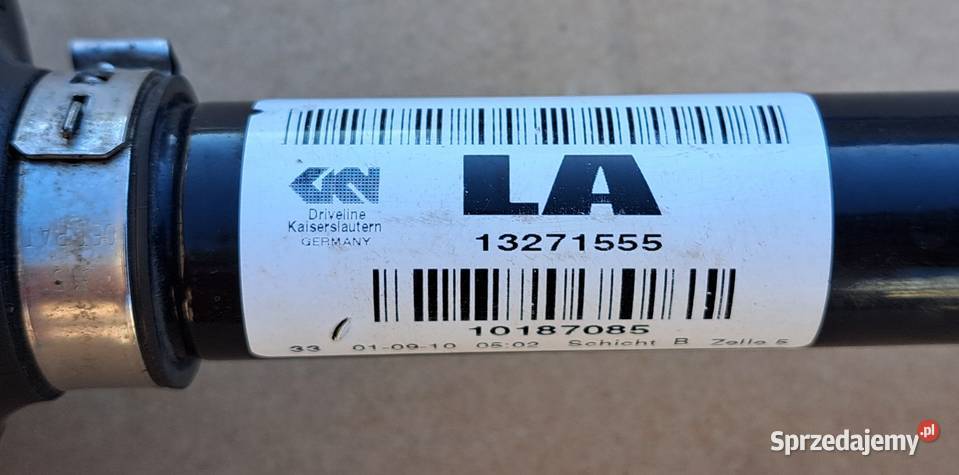 GKN
LA
Driveline
Kaiserslautern
GERMANY
13271555
10187085
33 01-09-10 05:02 Schicht B Zelle 5
Sprzedajemy.pl